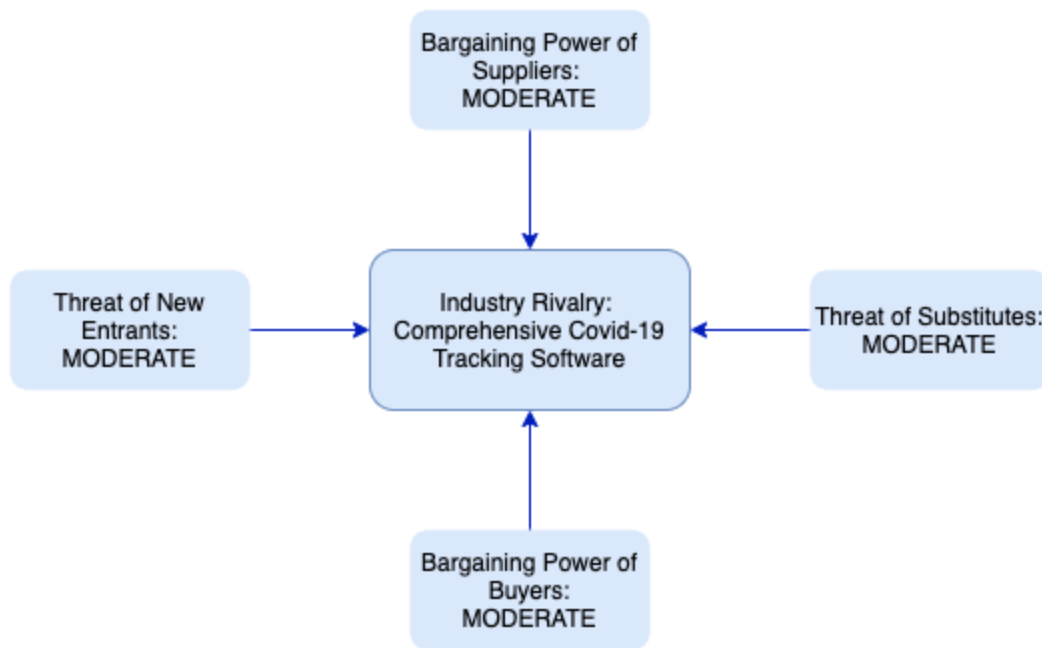 Bargaining Power of
Suppliers:
MODERATE
Threat of New
Entrants:
MODERATE
Industry Rivalry:
Comprehensive Covid-19
Tracking Software
Threat of Substitutes:
MODERATE
Bargaining Power of
Buyers:
MODERATE